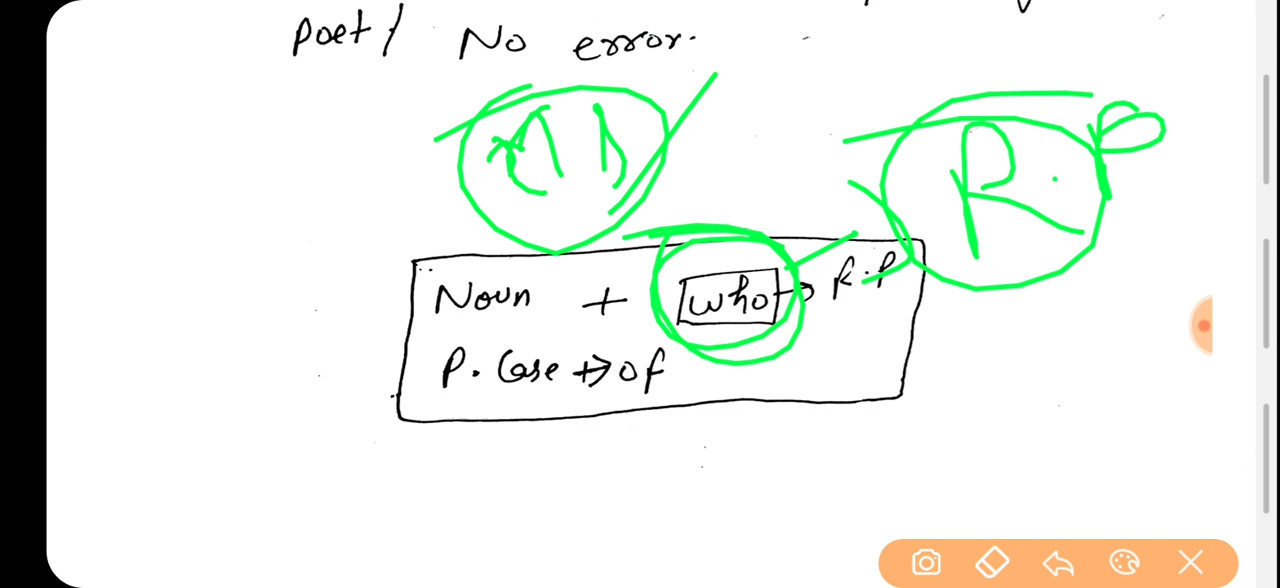 poet / No error.
R.P
Noun + who → R.P
P. Case → of